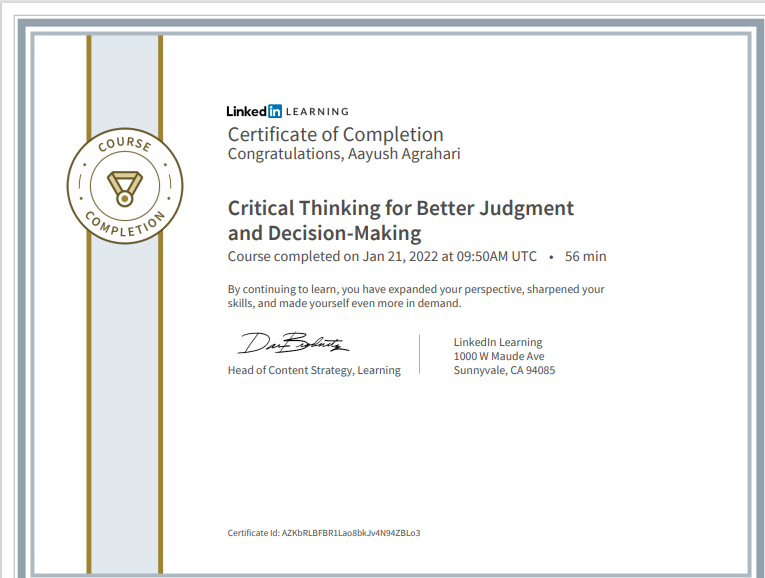 COURSE
COMPLETION
Linked in LEARNING
Certificate of Completion
Congratulations, Aayush Agrahari
Critical Thinking for Better Judgment
and Decision-Making
Course completed on Jan 21, 2022 at 09:50AM UTC • 56 min
By continuing to learn, you have expanded your perspective, sharpened your
skills, and made yourself even more in demand.
Head of Content Strategy, Learning
LinkedIn Learning
1000 W Maude Ave
Sunnyvale, CA 94085
Certificate Id: AZKbRLBFBR1Lao8bkJv4N94ZBLo3